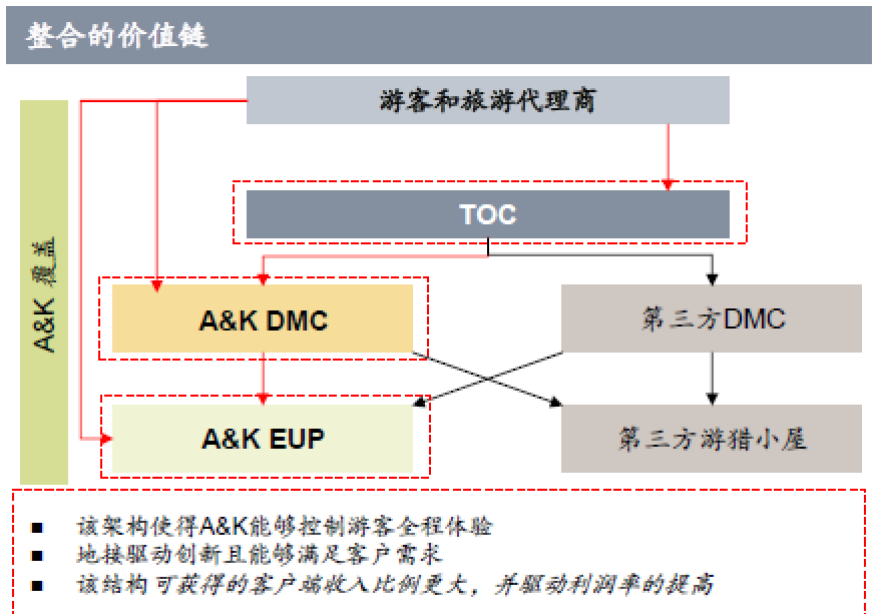 整合的价值链
游客和旅游代理商
A&K 覆盖
TOC
A&K DMC
第三方DMC
A&K EUP
第三方游猎小屋
■ 该架构使得A&K能够控制游客全程体验
■ 地接驱动创新且能够满足客户需求
■ 该结构可获得的客户端收入比例更大，并驱动利润率的提高